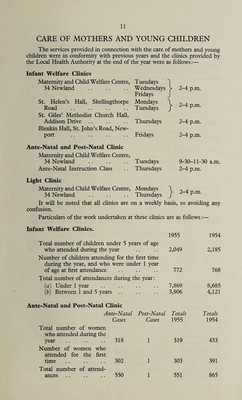 11
CARE OF MOTHERS AND YOUNG CHILDREN
The services provided in connection with the care of mothers and young
children were in conformity with previous years and the clinics provided by
the Local Health Authority at the end of the year were as follows:—
Infant Welfare Clinics
Maternity and Child Welfare Centre, Tuesdays
34 Newland .. .. .. Wednesdays } 2–4 p.m.
Fridays
St. Helen's Hall, Skellingthorpe Mondays
Road .. .. .. .. Tuesdays } 2–4 p.m.
St. Giles' Methodist Church Hall,
Addison Drive .. .. .. Thursdays 2–4 p.m.
Blenkin Hall, St. John's Road, New-
port .. .. .. .. Fridays 2–4 p.m.
Ante-Natal and Post-Natal Clinic
Maternity and Child Welfare Centre,
34 Newland .. .. .. Tuesdays 9-30–11-30 a.m.
Ante-Natal Instruction Class .. Thursdays 2–4 p.m.
Light Clinic
Maternity and Child Welfare Centre, Mondays
34 Newland .. .. .. Thursdays } 2–4 p.m.
It will be noted that all clinics are on a weekly basis, so avoiding any
confusion.
Particulars of the work undertaken at these clinics are as follows:—
Infant Welfare Clinics.
1955 1954
Total number of children under 5 years of age
who attended during the year .. .. 2,049 2,185
Number of children attending for the first time
during the year, and who were under 1 year
of age at first attendance .. .. .. 772 768
Total number of attendances during the year:
(a) Under 1 year .. .. .. .. 7,869 8,685
(b) Between 1 and 5 years .. .. .. 3,906 4,121
Ante-Natal and Post-Natal Clinic
Ante-Natal Post-Natal Totals Totals
Cases Cases 1955 1954
Total number of women
who attended during the
year .. .. .. 318 1 318 433
Number of women who
attended for the first
time .. .. .. 302 1 303 391
Total number of attend-
ances .. .. .. 550 1 551 865